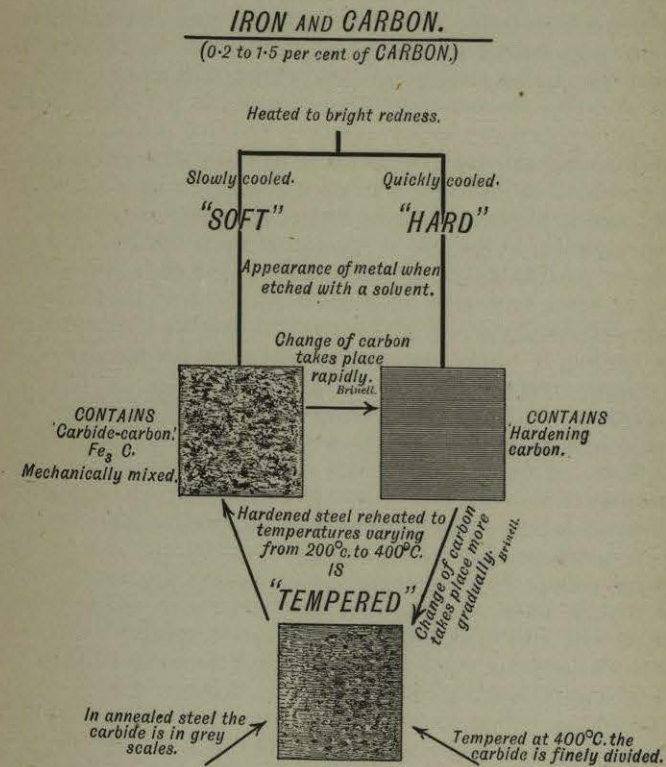 IRON AND CARBON.
(0·2 to 1·5 per cent of CARBON.)
Heated to bright redness.
Slowly cooled.
Quickly cooled.
"SOFT"
"HARD"
Appearance of metal when
etched with a solvent.
Change of carbon
takes place
rapidly.
Brinell.
CONTAINS
'Carbide-carbon.'
Fe₃ C.
Mechanically mixed.
CONTAINS
'Hardening
carbon.
Hardened steel reheated to
temperatures varying
from 200°c. to 400°C.
IS
"TEMPERED"
Change of carbon
takes place more
gradually.
Brinell.
In annealed steel the
carbide is in grey
scales.
Tempered at 400°C. the
carbide is finely divided.